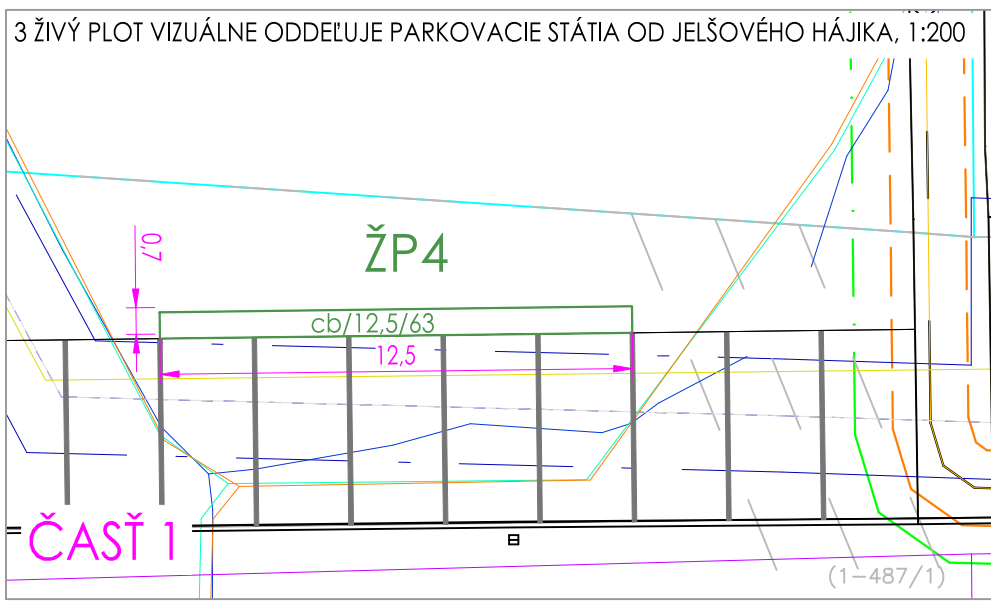 3 ŽIVÝ PLOT VIZUÁLNE ODDEĽUJE PARKOVACIE STÁTIA OD JELŠOVÉHO HÁJIKA, 1:200
0,7
ŽP4
cb/12,5/63
12,5
ČASŤ 1
(1-487/1)